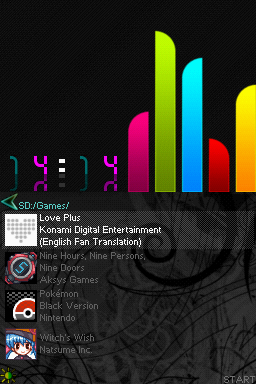 4:14
SD:/Games/
Love Plus
Konami Digital Entertainment
(English Fan Translation)
Nine Hours, Nine Persons,
Nine Doors
Aksys Games
Pokémon
Black Version
Nintendo
Witch's Wish
Natsume Inc.
START